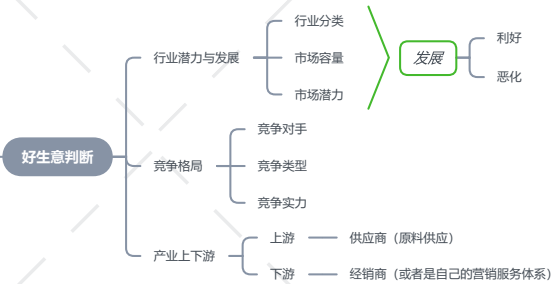 好生意判断
行业潜力与发展
行业分类
市场容量
市场潜力
发展
利好
恶化
竞争格局
竞争对手
竞争类型
竞争实力
产业上下游
上游
供应商（原料供应）
下游
经销商（或者是自己的营销服务体系）